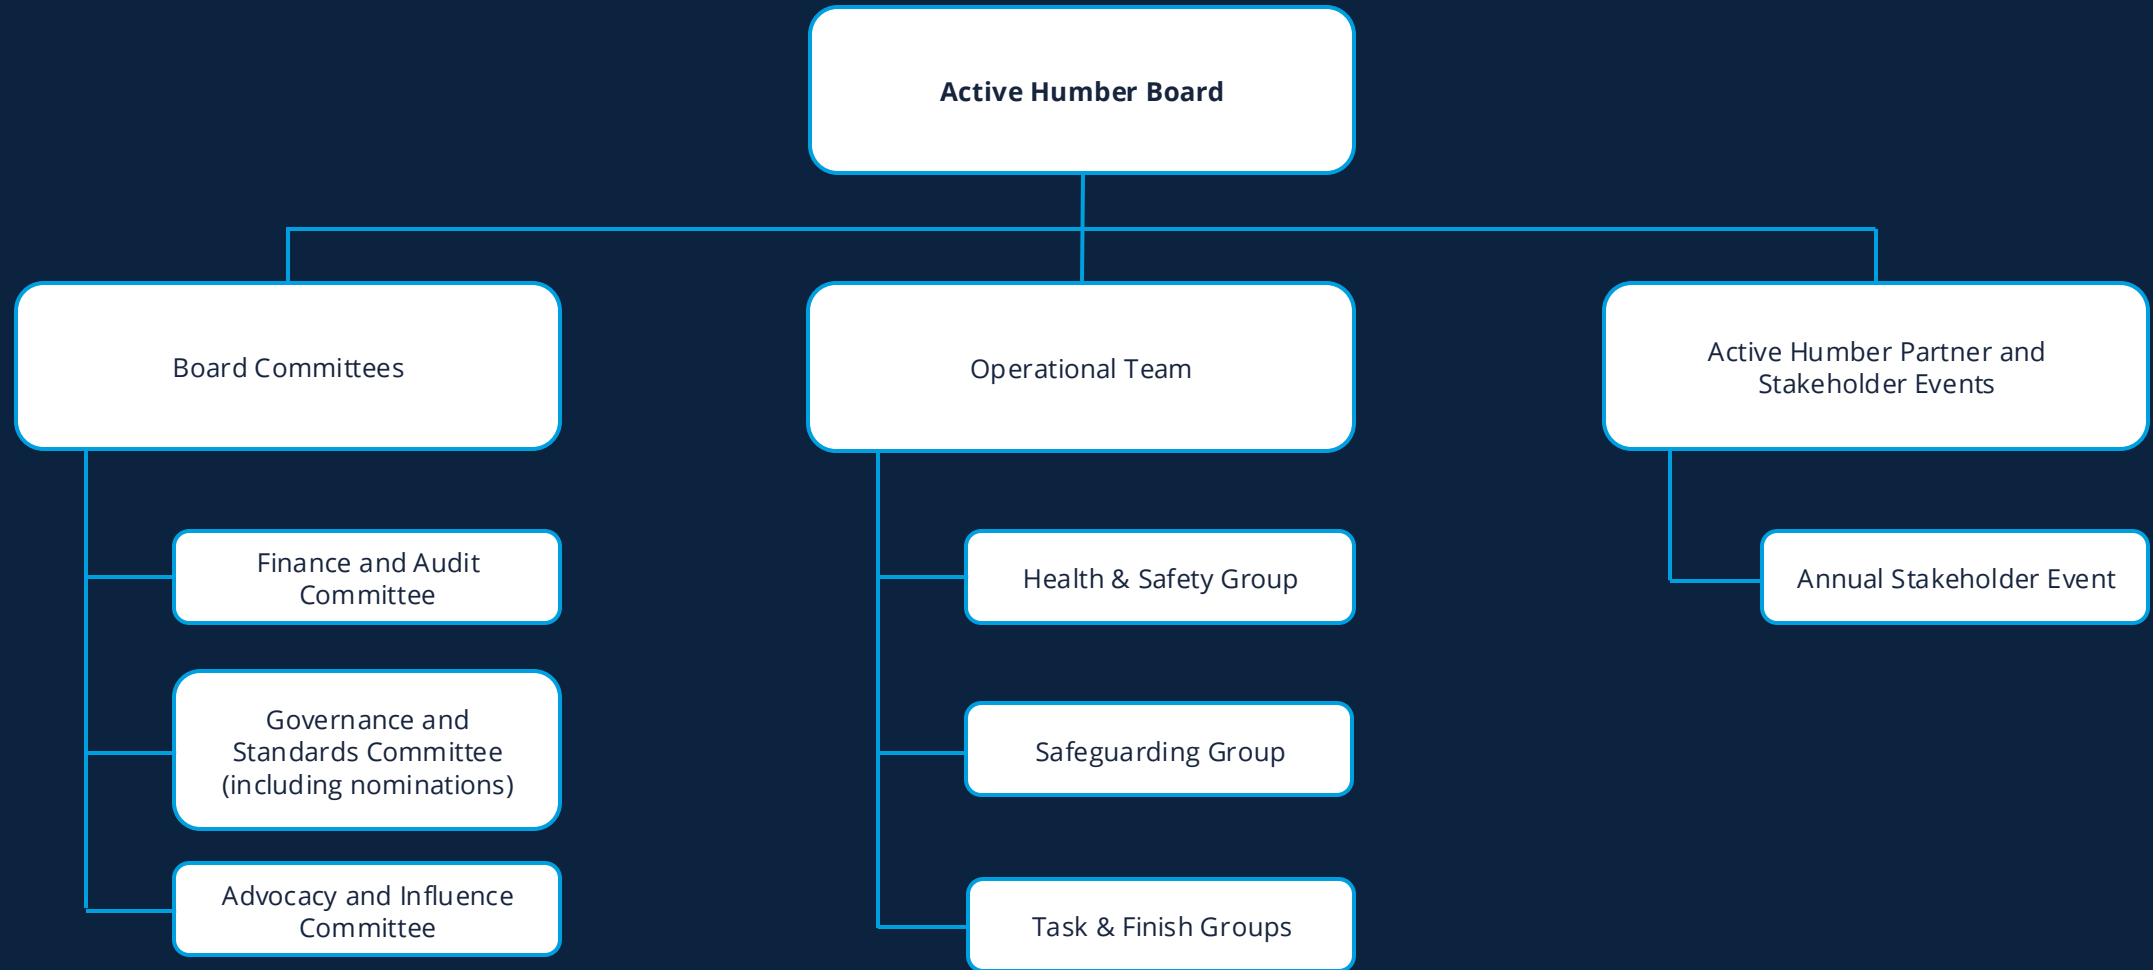 Active Humber Board
Board Committees
Operational Team
Active Humber Partner and
Stakeholder Events
Finance and Audit
Committee
Governance and
Standards Committee
(including nominations)
Advocacy and Influence
Committee
Health & Safety Group
Safeguarding Group
Task & Finish Groups
Annual Stakeholder Event